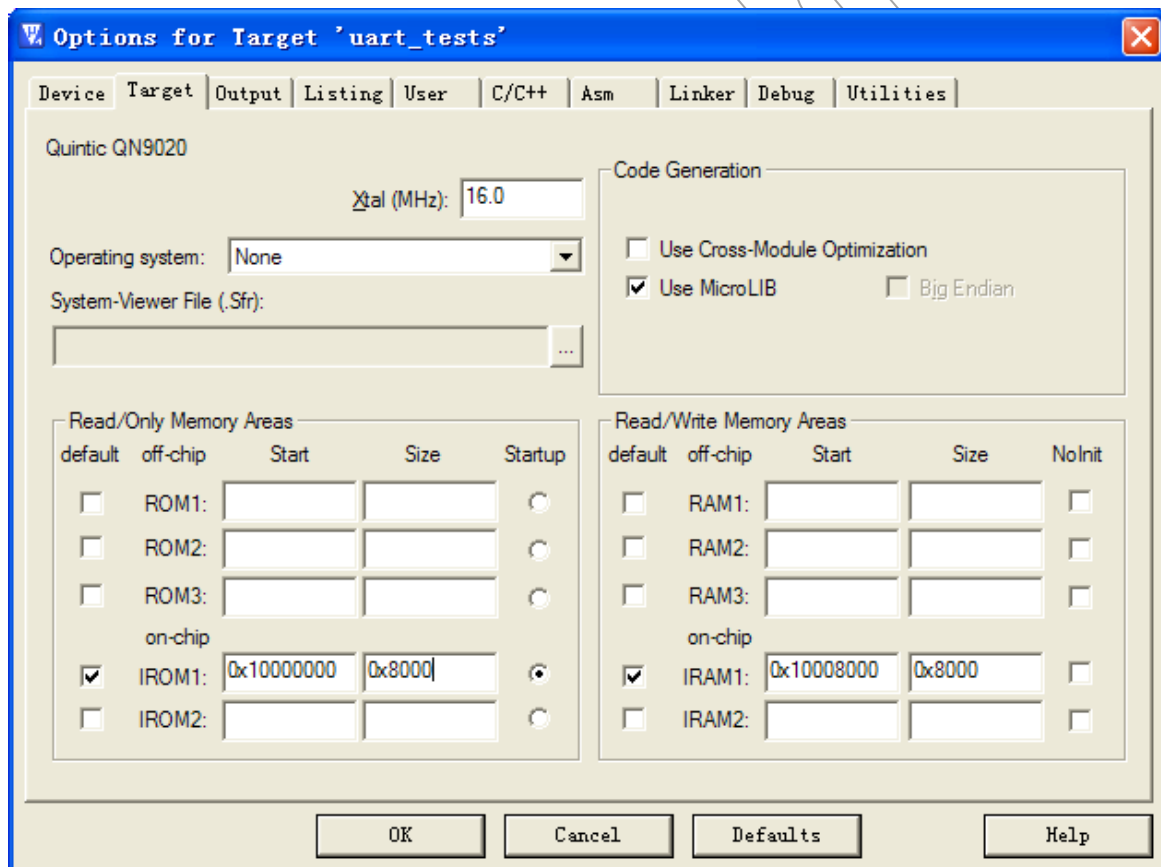 Options for Target 'uart_tests'
Device Target Output Listing User C/C++ Asm Linker Debug Utilities
Quintic QN9020
Xtal (MHz): 16.0
Operating system: None
System-Viewer File (.Sfr):
...
Code Generation
Use Cross-Module Optimization
Use MicroLIB Big Endian
Read/Only Memory Areas
default off-chip Start Size Startup
ROM1:
ROM2:
ROM3:
on-chip
IROM1: 0x10000000 0x8000
IROM2:
Read/Write Memory Areas
default off-chip Start Size NoInit
RAM1:
RAM2:
RAM3:
on-chip
IRAM1: 0x10008000 0x8000
IRAM2:
OK Cancel Defaults Help